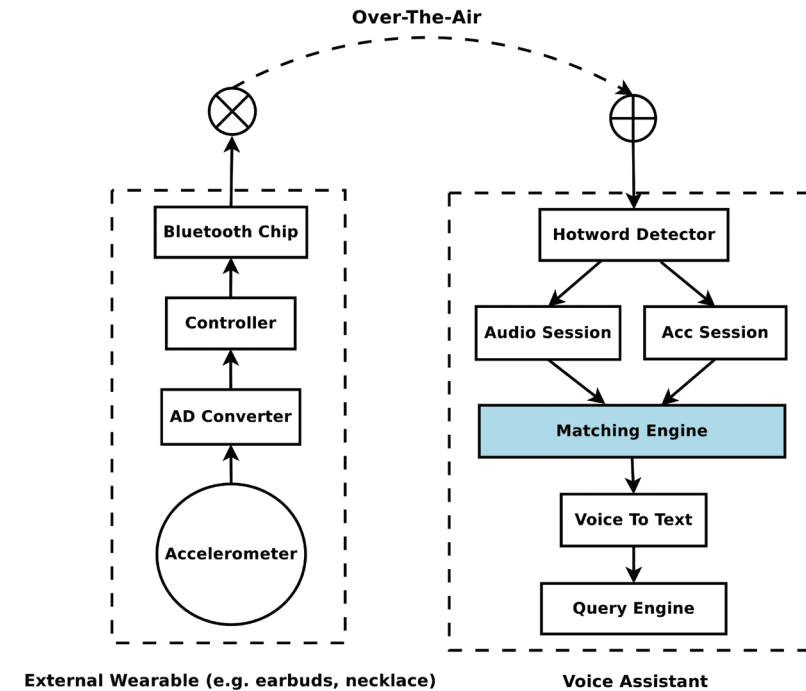 Over-The-Air
Bluetooth Chip
Controller
AD Converter
Accelerometer
External Wearable (e.g. earbuds, necklace)
Hotword Detector
Audio Session
Acc Session
Matching Engine
Voice To Text
Query Engine
Voice Assistant